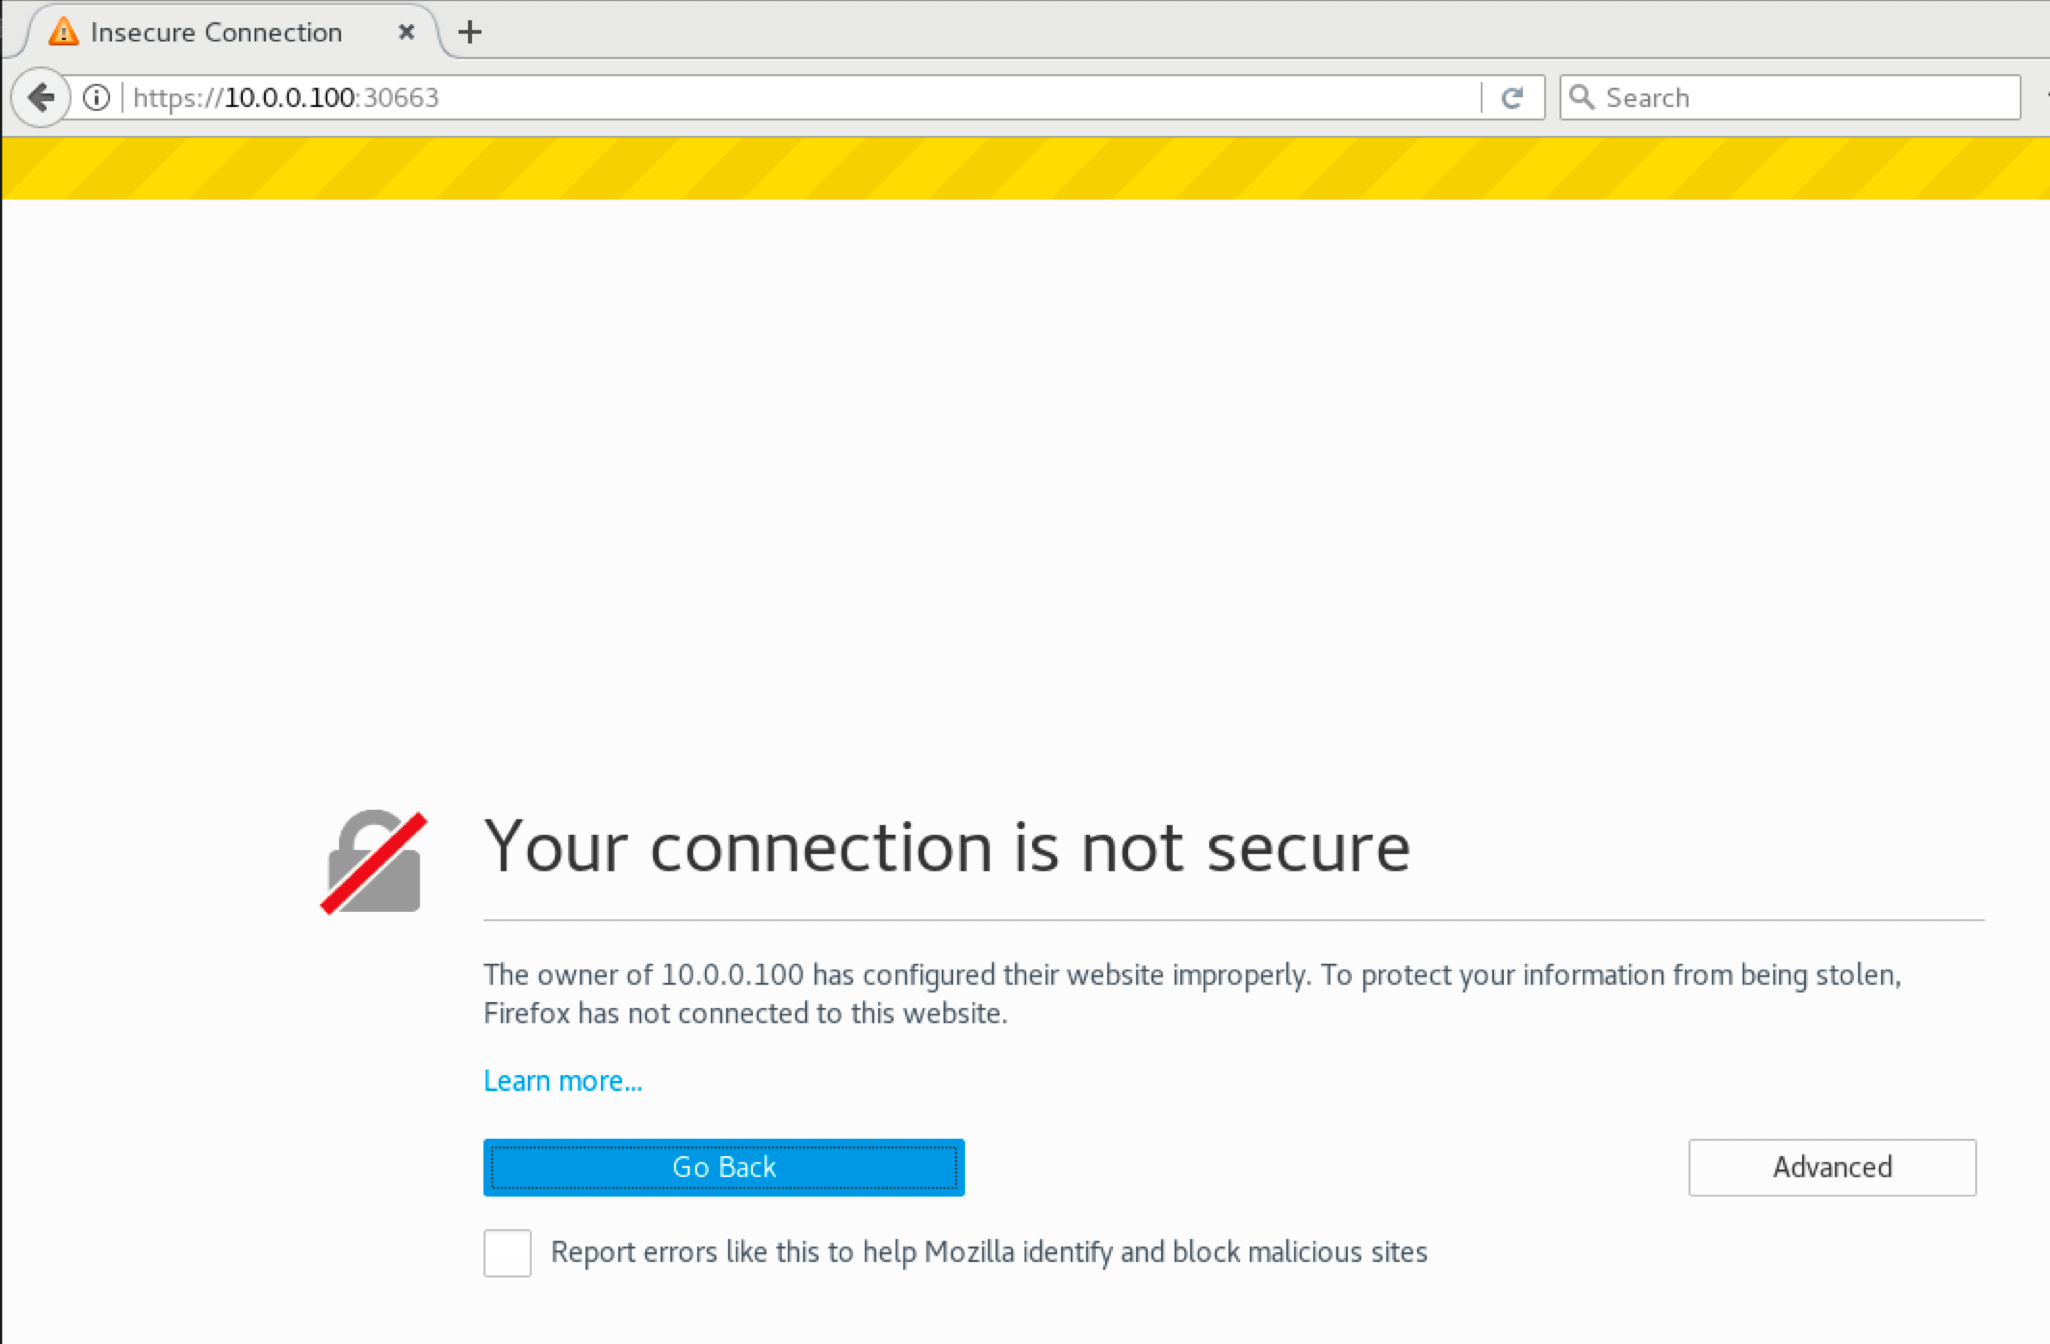 Insecure Connection
https://10.0.0.100:30663
Search
Your connection is not secure
The owner of 10.0.0.100 has configured their website improperly. To protect your information from being stolen,
Firefox has not connected to this website.
Learn more...
Go Back
Advanced
Report errors like this to help Mozilla identify and block malicious sites